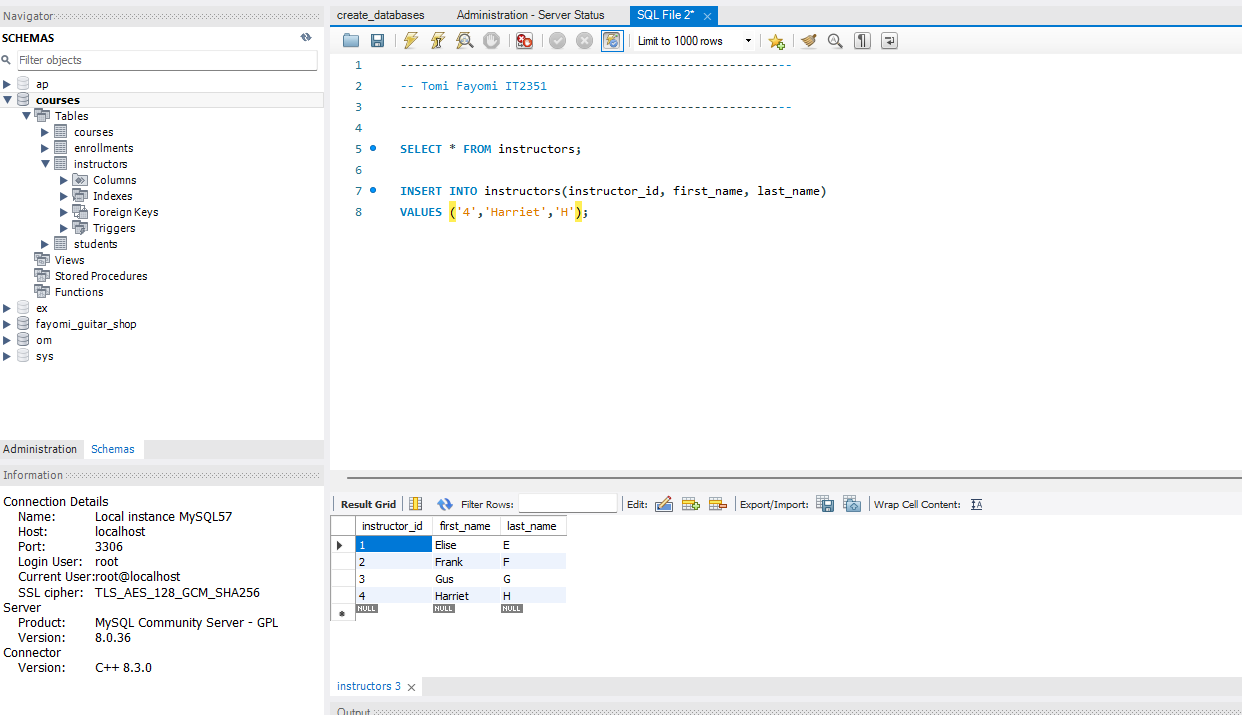 Navigator
SCHEMAS
Filter objects
ap
courses
Tables
courses
enrollments
instructors
Columns
Indexes
Foreign Keys
Triggers
students
Views
Stored Procedures
Functions
ex
fayomi_guitar_shop
om
sys
Administration Schemas
Information
Connection Details
Name: Local instance MySQL57
Host: localhost
Port: 3306
Login User: root
Current User: root@localhost
SSL cipher: TLS_AES_128_GCM_SHA256
Server
Product: MySQL Community Server - GPL
Version: 8.0.36
Connector
Version: C++ 8.3.0
create_databases Administration - Server Status SQL File 2*
Limit to 1000 rows
1 --------------------------------------------------------
2 -- Tomi Fayomi IT2351
3 --------------------------------------------------------
4
5 SELECT * FROM instructors;
6
7 INSERT INTO instructors(instructor_id, first_name, last_name)
8 VALUES ('4','Harriet','H');
Result Grid Filter Rows: Edit: Export/Import: Wrap Cell Content:
instructor_id first_name last_name
1 Elise E
2 Frank F
3 Gus G
4 Harriet H
NULL NULL NULL
instructors 3
Output